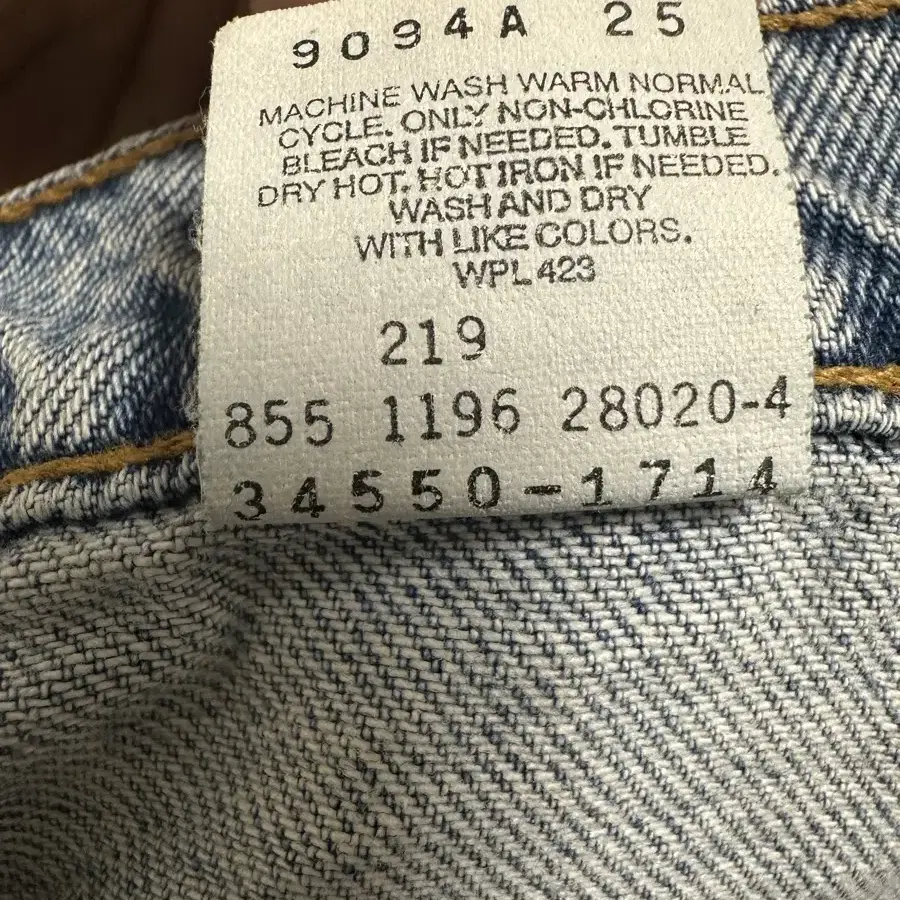 9094A 25
MACHINE WASH WARM NORMAL
CYCLE. ONLY NON-CHLORINE
BLEACH IF NEEDED. TUMBLE
DRY HOT. HOT IRON IF NEEDED.
WASH AND DRY
WITH LIKE COLORS.
WPL 423
219
855 1196 28020-4
34550-1714